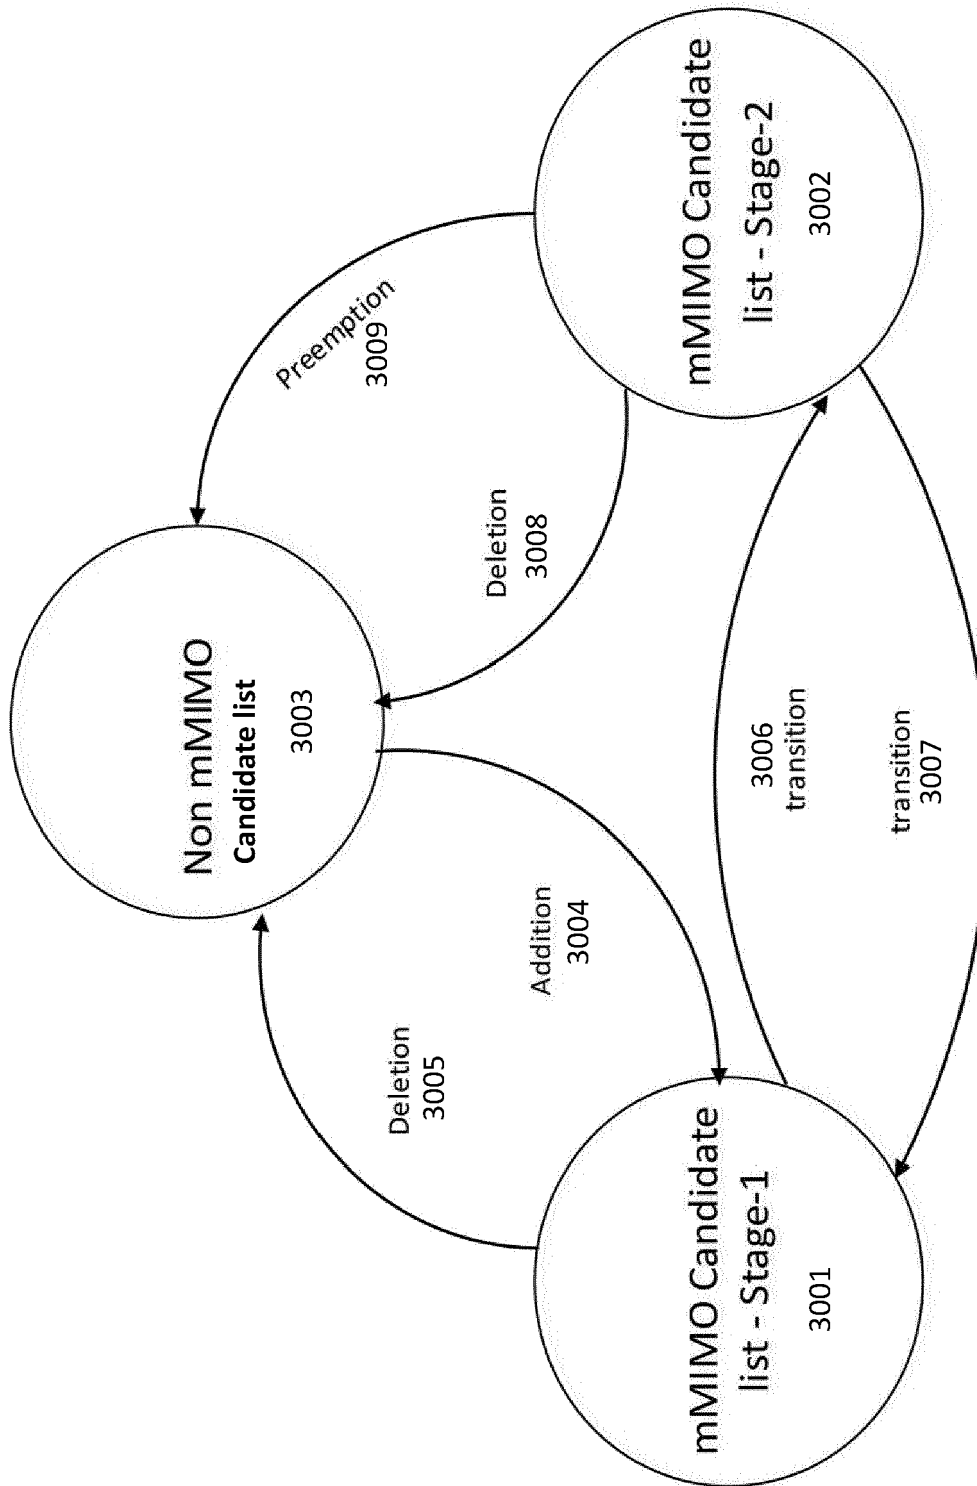 Non mMIMO
Candidate list
3003
Deletion
3005
Addition
3004
Deletion
3008
Preemption
3009
mMIMO Candidate
list - Stage-1
3001
3006
transition
transition
3007
mMIMO Candidate
list - Stage-2
3002